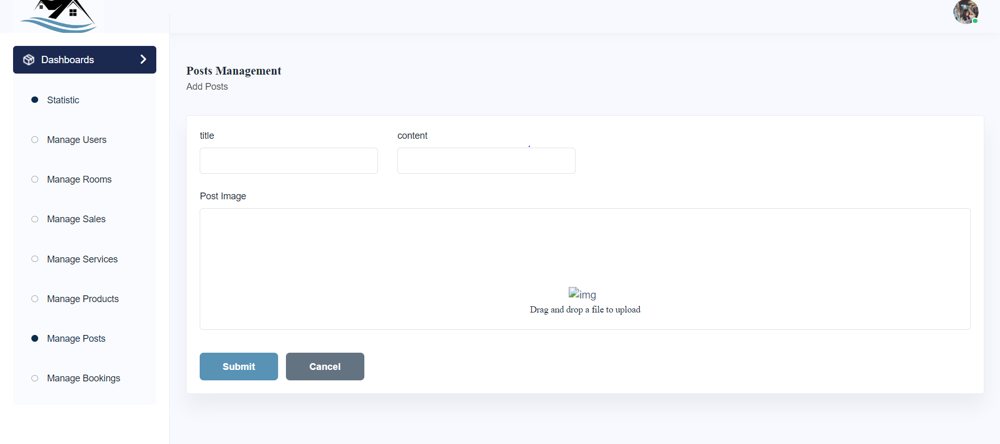 Dashboards
Statistic
Manage Users
Manage Rooms
Manage Sales
Manage Services
Manage Products
Manage Posts
Manage Bookings
Posts Management
Add Posts
title
content
Post Image
img
Drag and drop a file to upload
Submit
Cancel